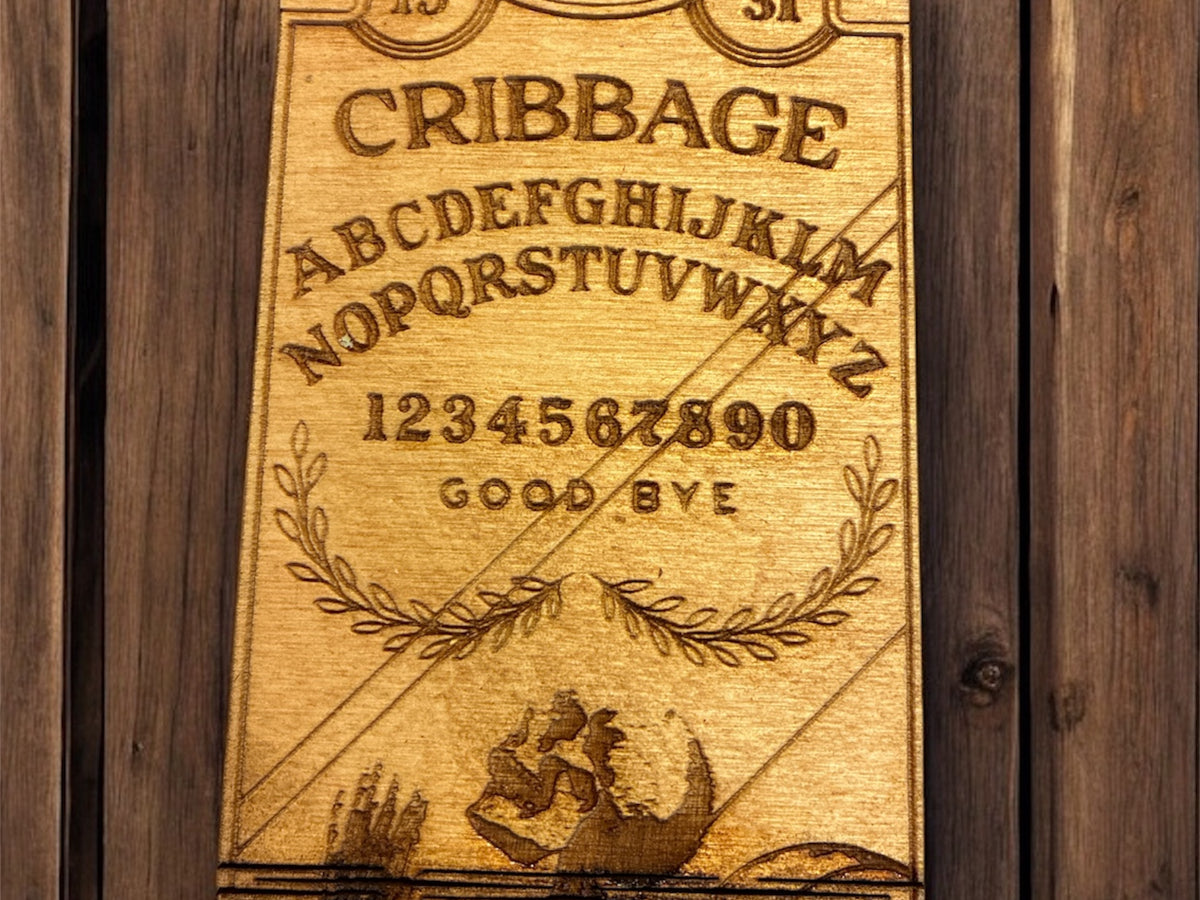 15 31
CRIBBAGE
ABCDEFGHIJKLM
NOPQRSTUVWXYZ
1234567890
GOOD BYE